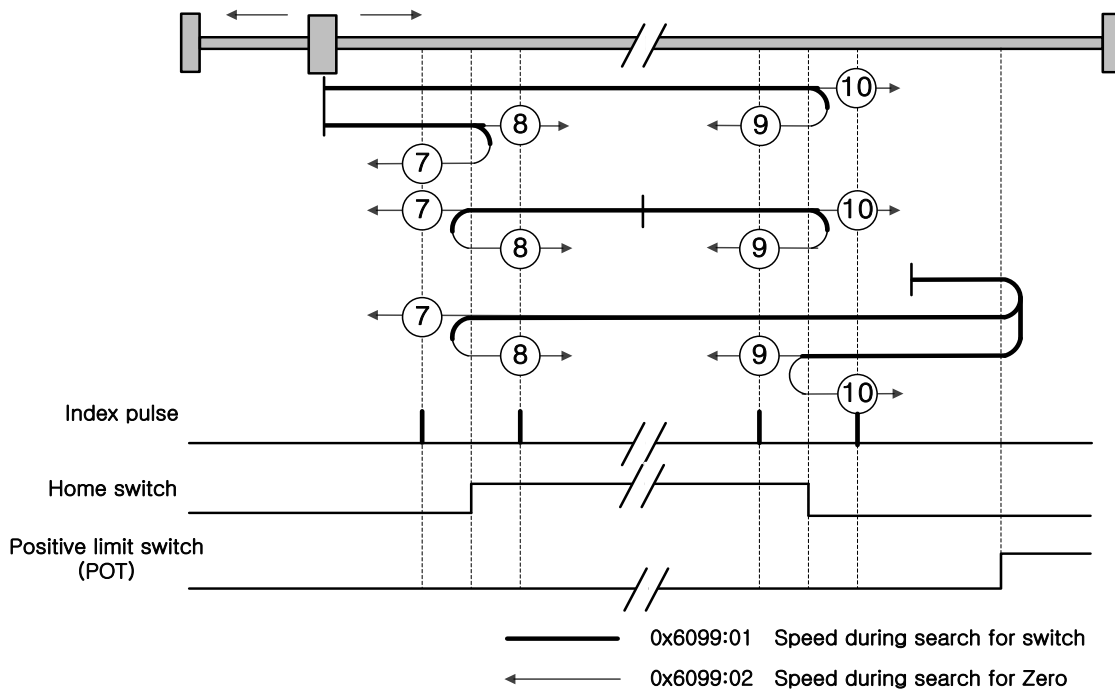 10
8
9
7
7
10
8
9
7
8
9
10
Index pulse
Home switch
Positive limit switch
(POT)
0x6099:01 Speed during search for switch
0x6099:02 Speed during search for Zero